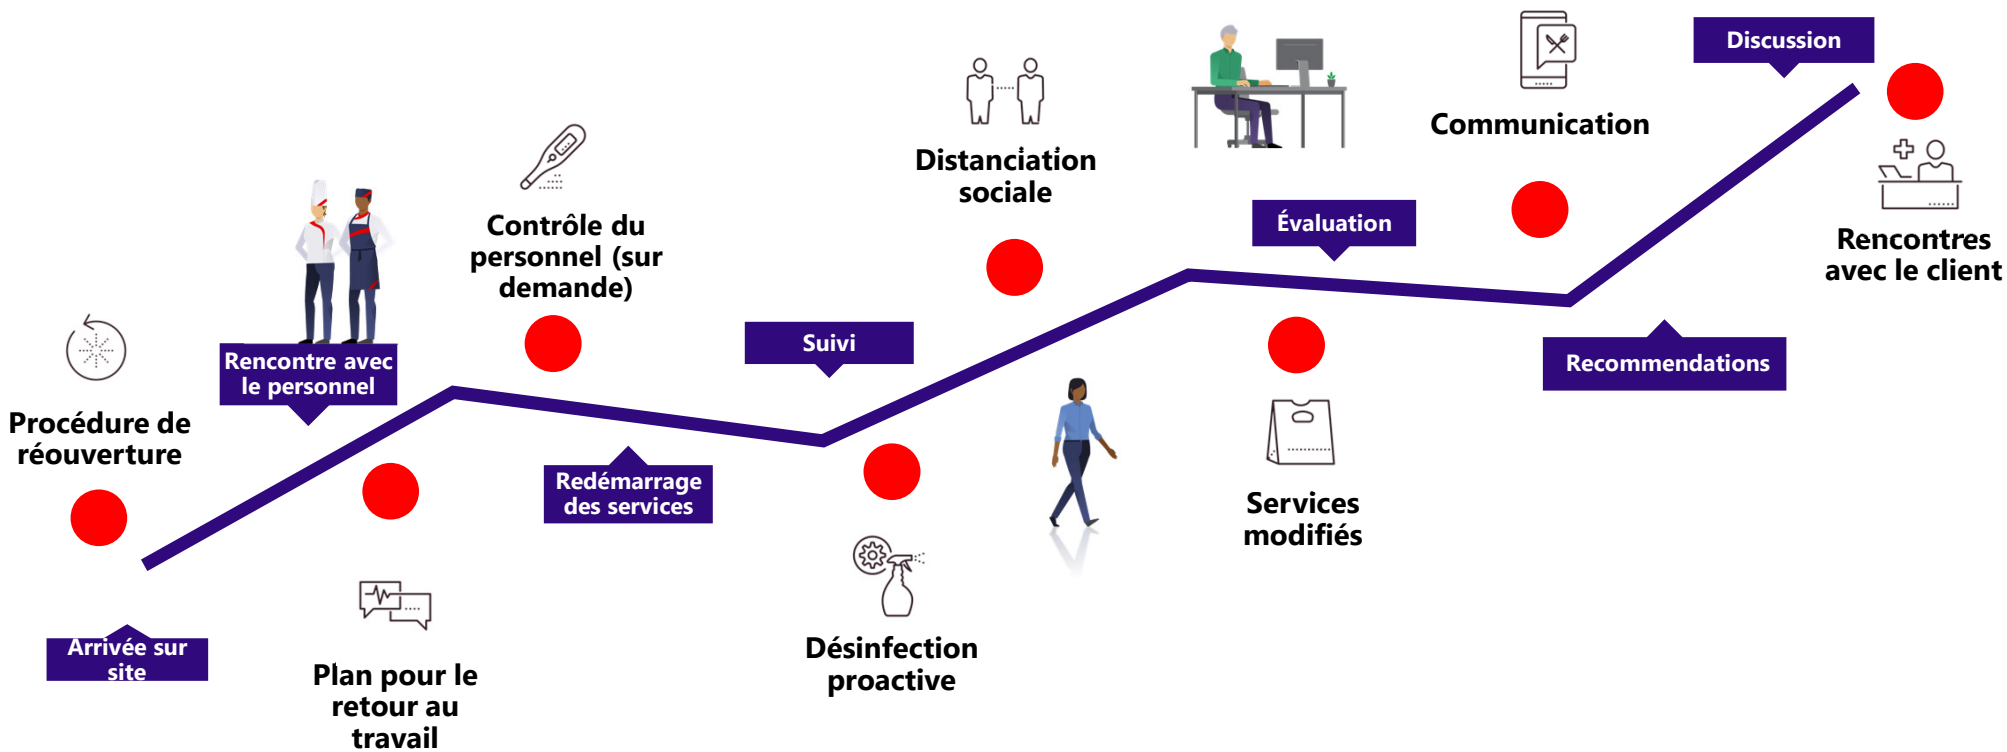 Procédure de
réouverture
Arrivée sur
site
Rencontre avec
le personnel
Plan pour le
retour au
travail
Contrôle du
personnel (sur
demande)
Redémarrage
des services
Suivi
Désinfection
proactive
Distanciation
sociale
Évaluation
Services
modifiés
Communication
Recommendations
Discussion
Rencontres
avec le client